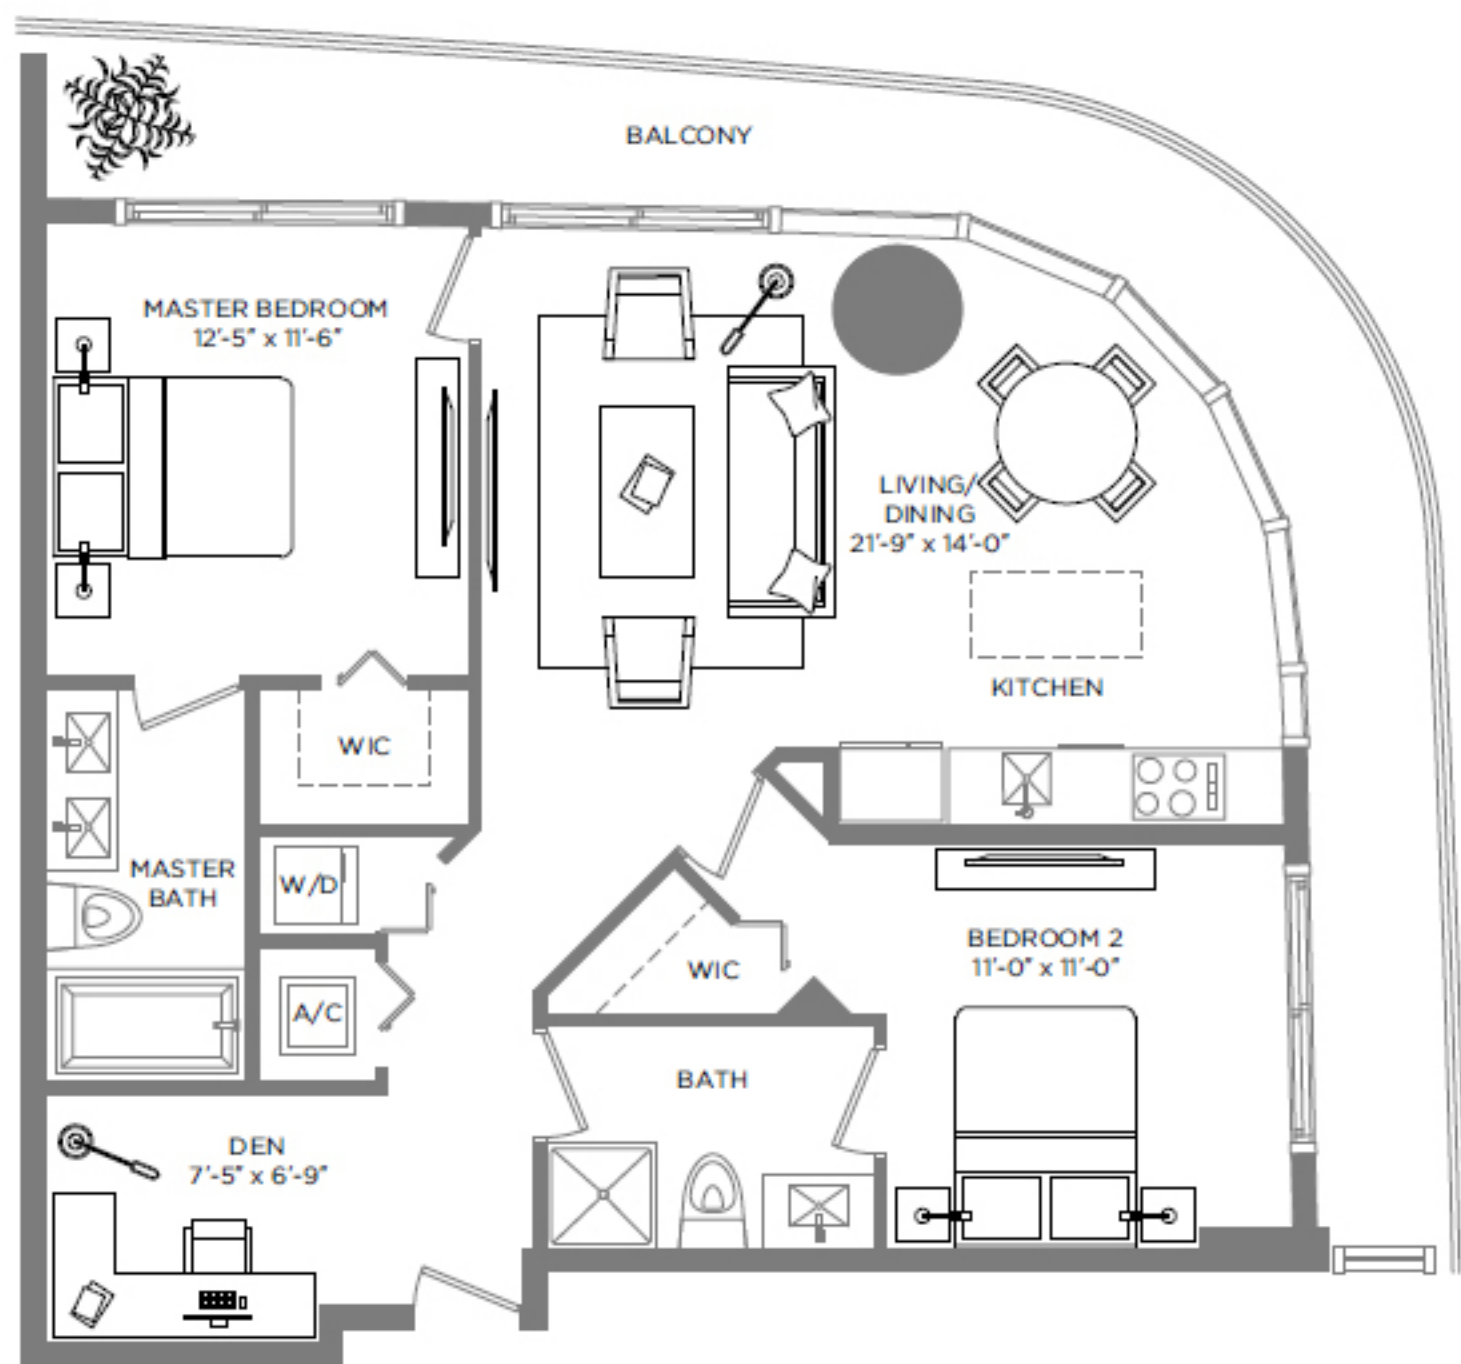 BALCONY
MASTER BEDROOM
12'-5" x 11'-6"
LIVING/
DINING
21'-9" x 14'-0"
KITCHEN
WIC
MASTER
BATH
W/D
A/C
WIC
BEDROOM 2
11'-0" x 11'-0"
BATH
DEN
7'-5" x 6'-9"